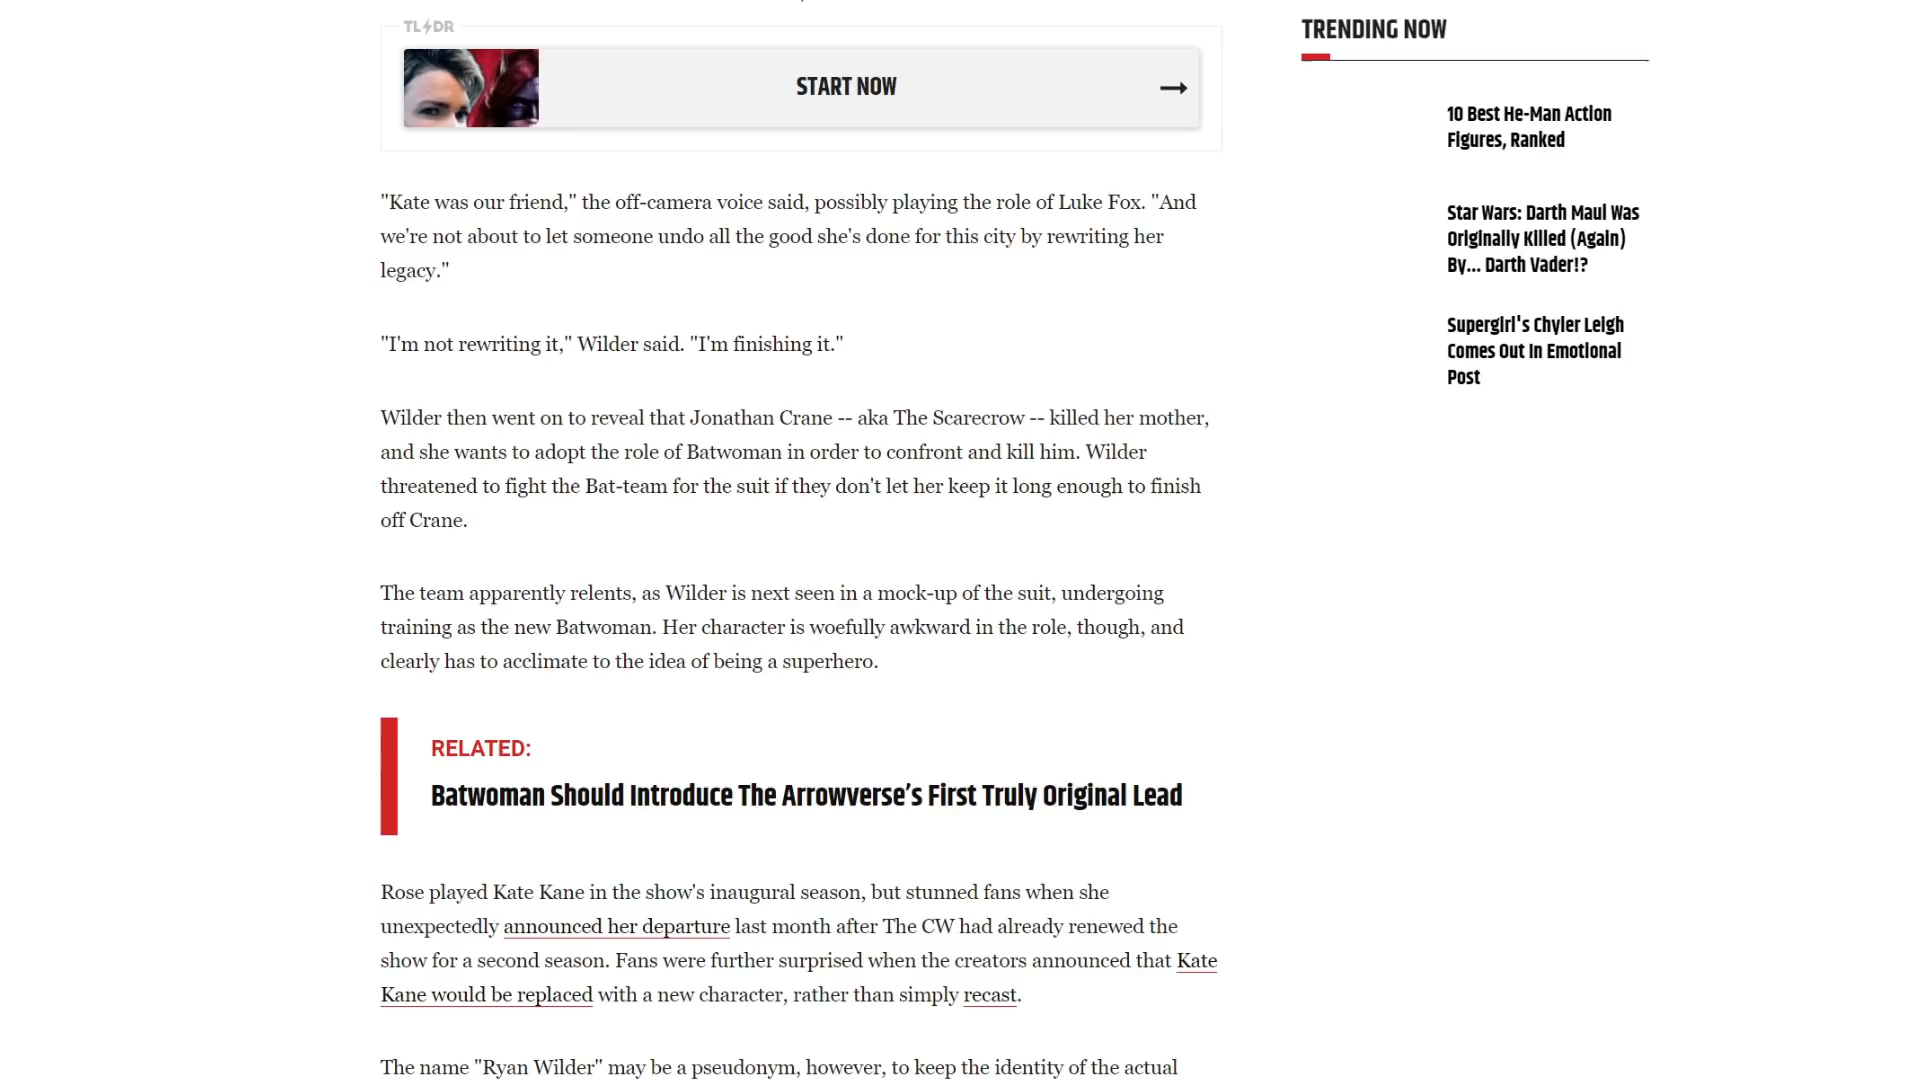 TL⚡DR
START NOW
"Kate was our friend," the off-camera voice said, possibly playing the role of Luke Fox. "And
we're not about to let someone undo all the good she's done for this city by rewriting her
legacy."
"I'm not rewriting it," Wilder said. "I'm finishing it."
Wilder then went on to reveal that Jonathan Crane -- aka The Scarecrow -- killed her mother,
and she wants to adopt the role of Batwoman in order to confront and kill him. Wilder
threatened to fight the Bat-team for the suit if they don't let her keep it long enough to finish
off Crane.
The team apparently relents, as Wilder is next seen in a mock-up of the suit, undergoing
training as the new Batwoman. Her character is woefully awkward in the role, though, and
clearly has to acclimate to the idea of being a superhero.
RELATED:
Batwoman Should Introduce The Arrowverse’s First Truly Original Lead
Rose played Kate Kane in the show's inaugural season, but stunned fans when she
unexpectedly announced her departure last month after The CW had already renewed the
show for a second season. Fans were further surprised when the creators announced that Kate
Kane would be replaced with a new character, rather than simply recast.
The name "Ryan Wilder" may be a pseudonym, however, to keep the identity of the actual
TRENDING NOW
10 Best He-Man Action
Figures, Ranked
Star Wars: Darth Maul Was
Originally Killed (Again)
By... Darth Vader!?
Supergirl's Chyler Leigh
Comes Out In Emotional
Post